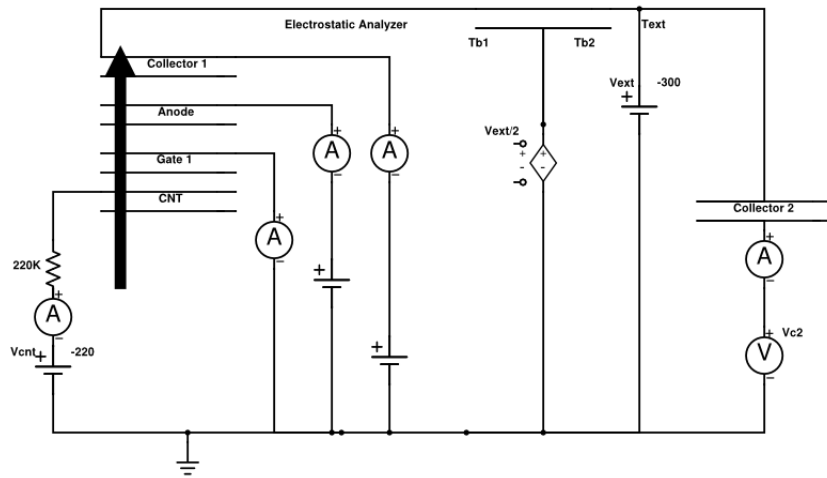 Electrostatic Analyzer
Text
Tb1
Tb2
Collector 1
Vext
-300
+
Anode
+
A
-
+
A
-
Vext/2
+
-
+
-
Gate 1
CNT
Collector 2
+
A
-
+
A
-
220K
+
+
+
A
-
+
V
-
Vc2
Vcnt
+
-220
+